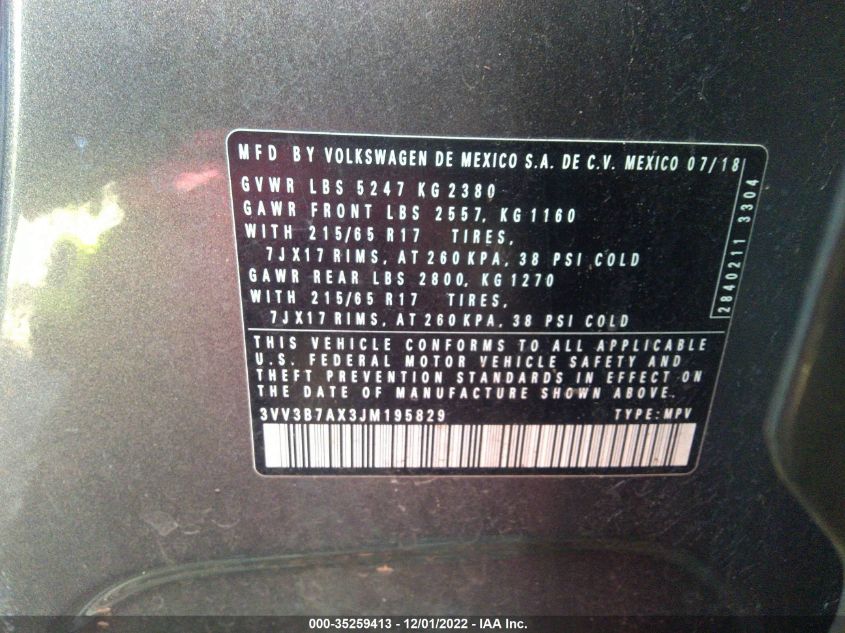 MFD BY VOLKSWAGEN DE MEXICO S.A. DE C.V. MEXICO 07/18
GVWR LBS 5247 KG 2380
GAWR FRONT LBS 2557, KG 1160
WITH 215/65 R17 TIRES,
7JX17 RIMS, AT 260 KPA, 38 PSI COLD
GAWR REAR LBS 2800, KG 1270
WITH 215/65 R17 TIRES,
7JX17 RIMS, AT 260 KPA, 38 PSI COLD
2840211 3304
THIS VEHICLE CONFORMS TO ALL APPLICABLE
U.S. FEDERAL MOTOR VEHICLE SAFETY AND
THEFT PREVENTION STANDARDS IN EFFECT ON
THE DATE OF MANUFACTURE SHOWN ABOVE.
3VV3B7AX3JM195829 TYPE: MPV
000-35259413 - 12/01/2022 - IAA Inc.